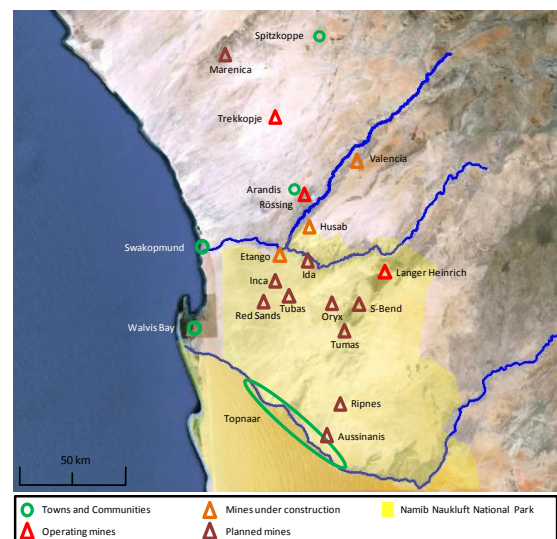 Spitzkoppe
Marenica
Trekkopje
Valencia
Arandis
Rössing
Husab
Swakopmund
Etango
Ida
Langer Heinrich
Inca
Tubas
Red Sands
Oryx
S-Bend
Walvis Bay
Tumas
Ripnes
Topnaar
Aussinanis
50 km
Towns and Communities
Mines under construction
Namib Naukluft National Park
Operating mines
Planned mines